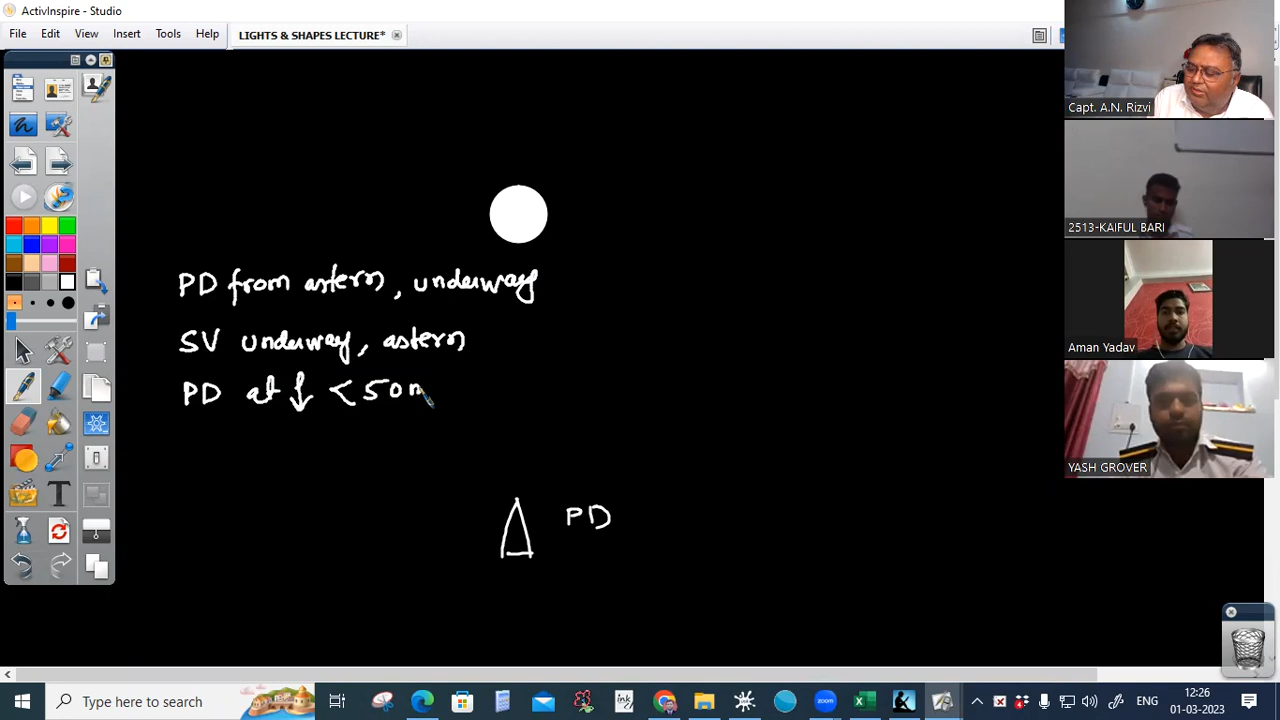 ActivInspire - Studio
File Edit View Insert Tools Help
LIGHTS & SHAPES LECTURE*
PD from astern, underway
SV underway, astern
PD at < 50m
PD
Capt. A.N. Rizvi
2513-KAIFUL BARI
Aman Yadav
YASH GROVER
Type here to search
zoom
ink
ENG
12:26
01-03-2023